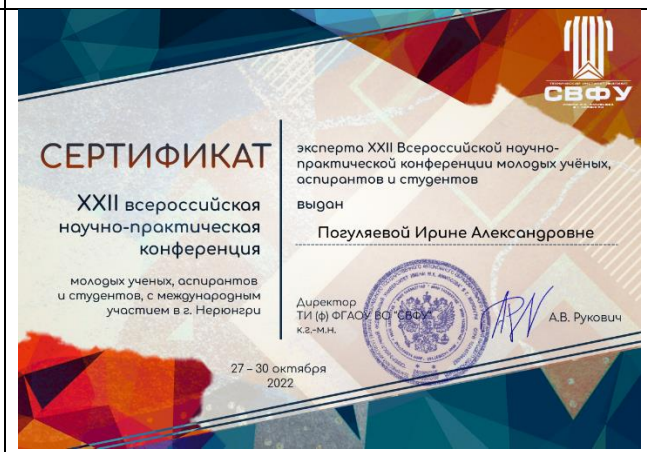 СВФУ
СЕРТИФИКАТ
XXII всероссийская
научно-практическая
конференция
молодых ученых, аспирантов
и студентов, с международным
участием в г. Нерюнгри
27 – 30 октября
2022
эксперта XXII Всероссийской научно-
практической конференции молодых учёных,
аспирантов и студентов
выдан
Погуляевой Ирине Александровне
Директор
ТИ (ф) ФГАОУ ВО "СВФУ"
к.г.-м.н.
А.В. Рукович